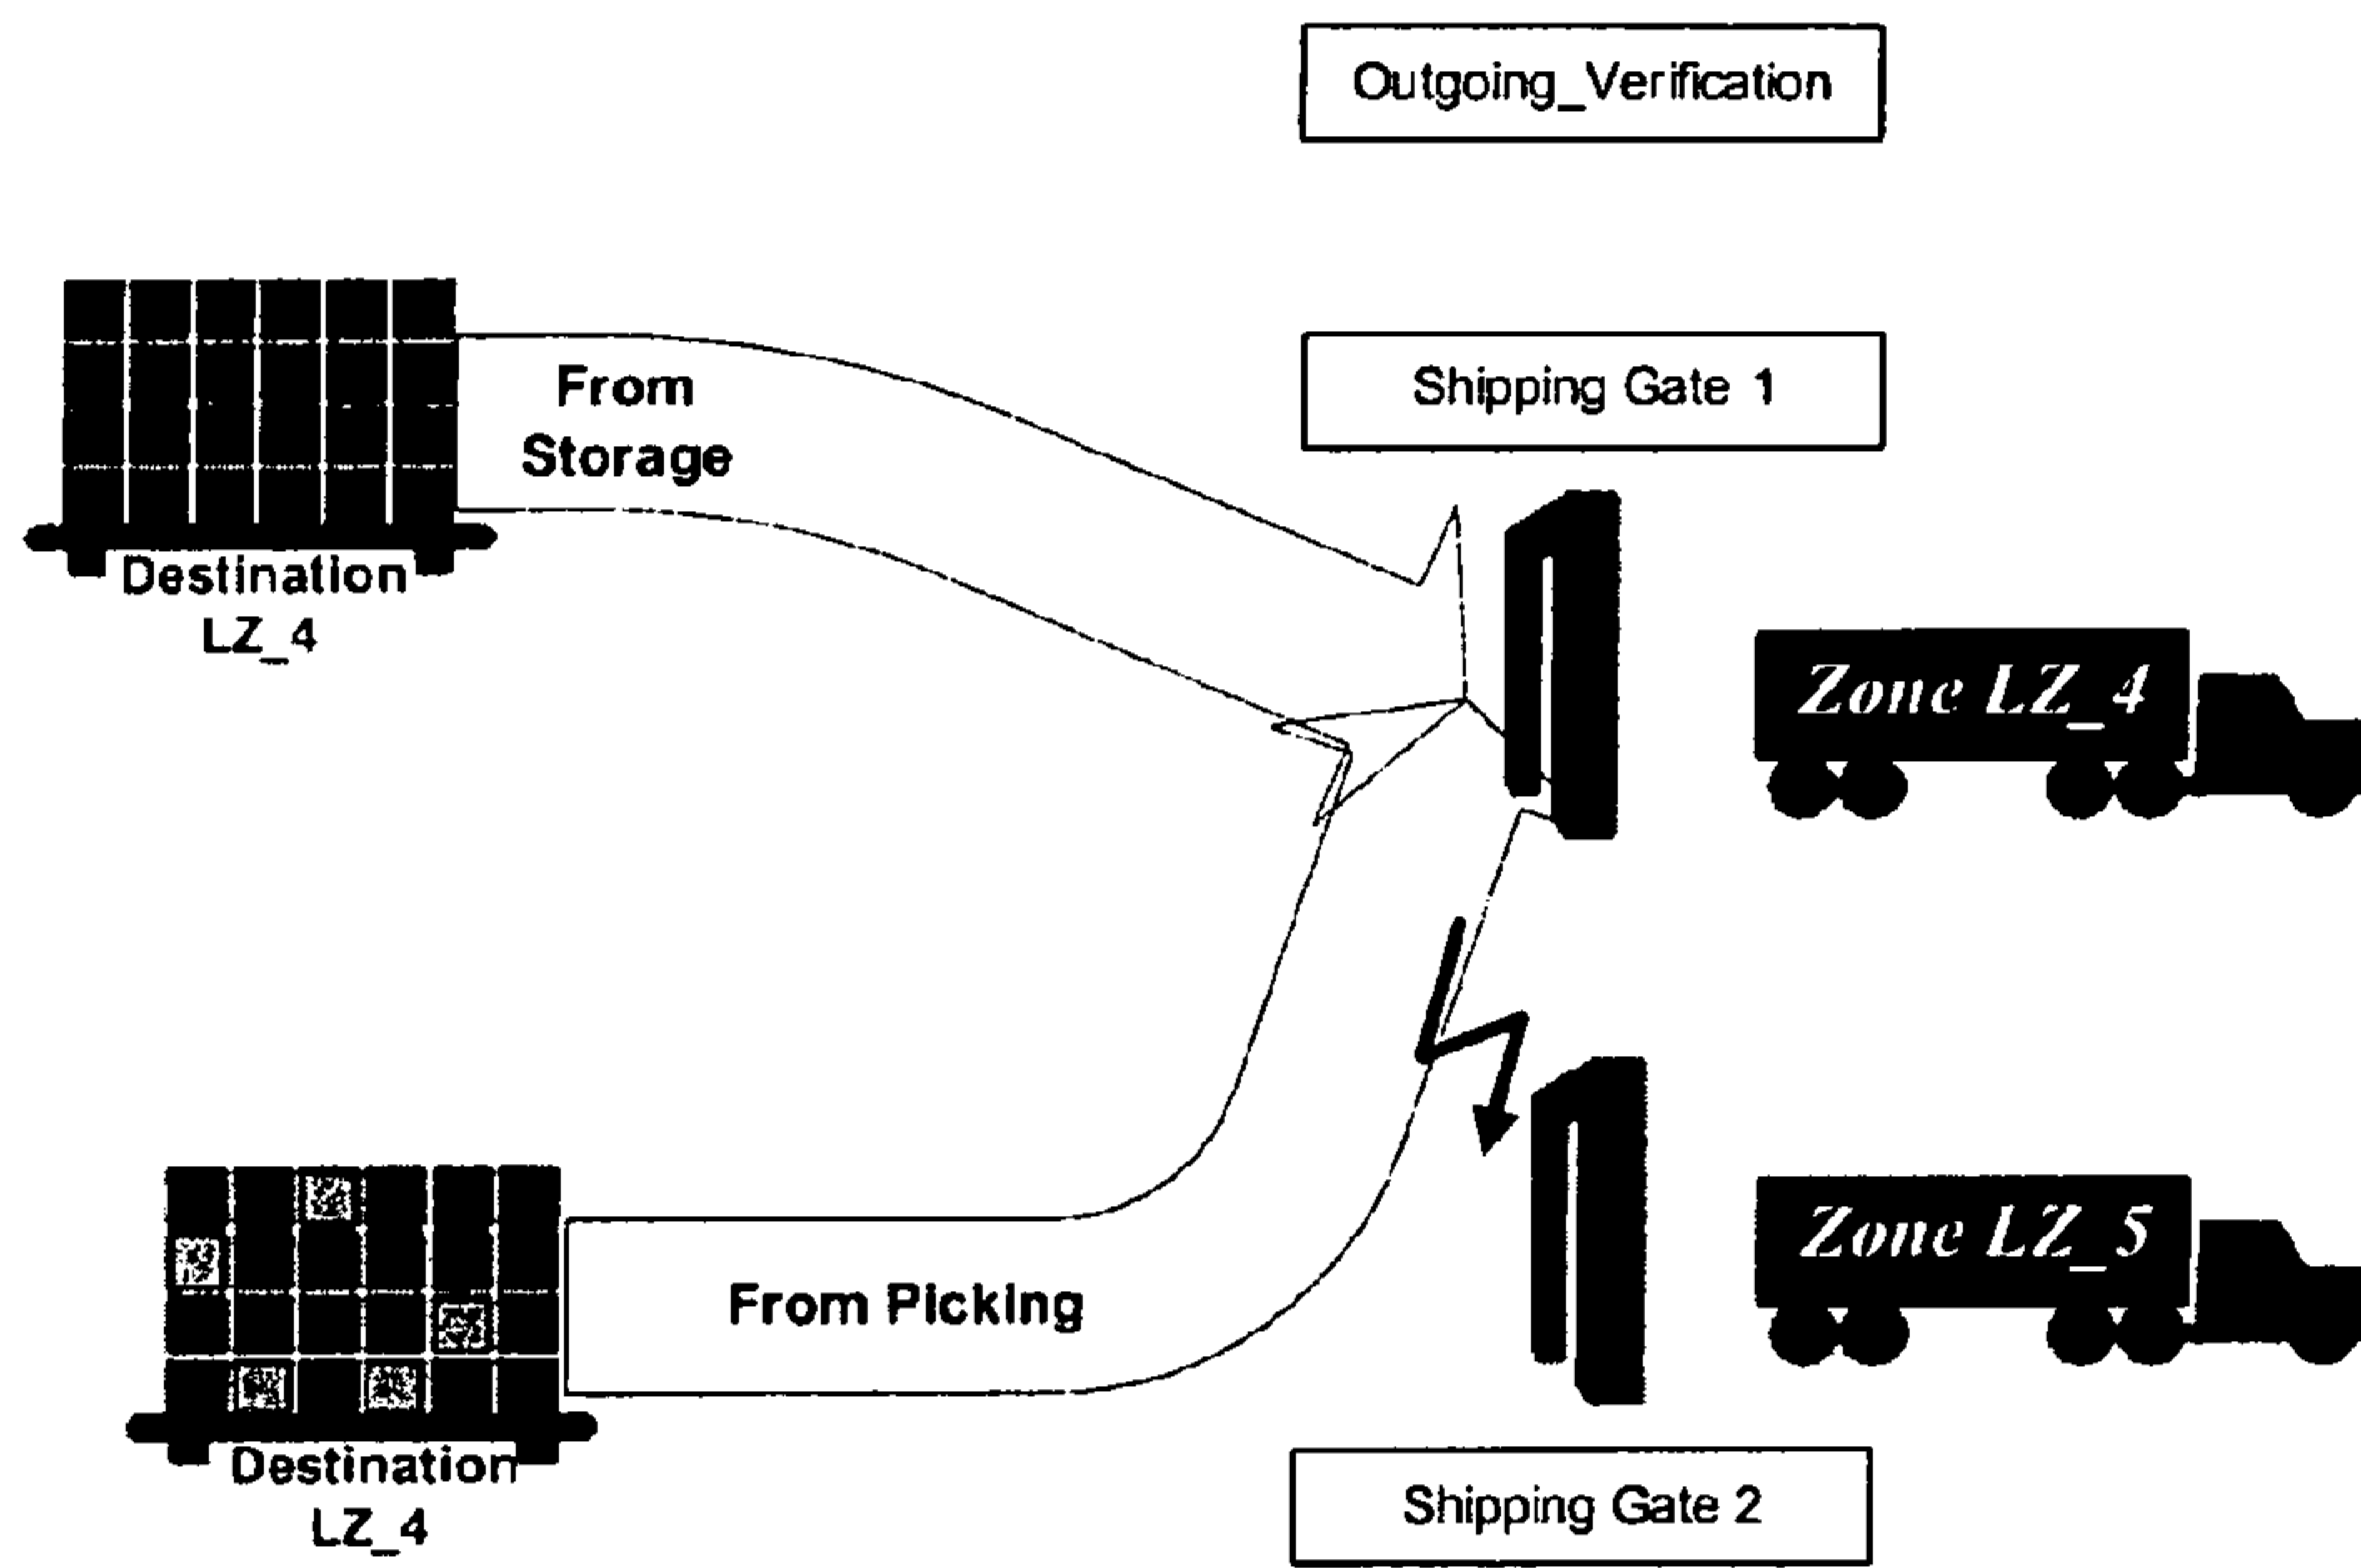 Outgoing_Verification
Shipping Gate 1
From
Storage
Destination
LZ_4
Zone LZ_4
From Picking
Destination
LZ_4
Zone LZ_5
Shipping Gate 2